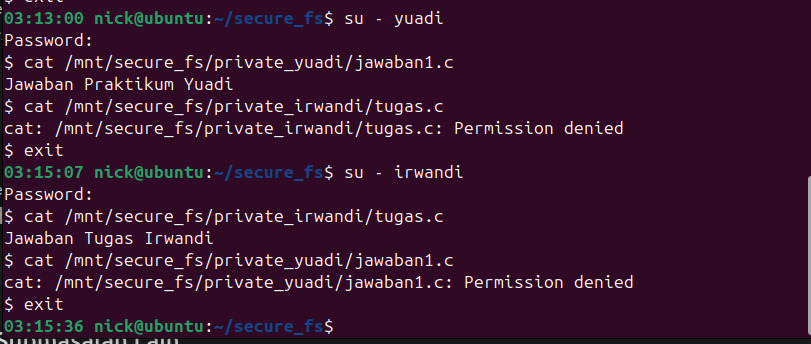 $ exit
03:13:00 nick@ubuntu:~/secure_fs$ su - yuadi
Password:
$ cat /mnt/secure_fs/private_yuadi/jawaban1.c
Jawaban Praktikum Yuadi
$ cat /mnt/secure_fs/private_irwandi/tugas.c
cat: /mnt/secure_fs/private_irwandi/tugas.c: Permission denied
$ exit
03:15:07 nick@ubuntu:~/secure_fs$ su - irwandi
Password:
$ cat /mnt/secure_fs/private_irwandi/tugas.c
Jawaban Tugas Irwandi
$ cat /mnt/secure_fs/private_yuadi/jawaban1.c
cat: /mnt/secure_fs/private_yuadi/jawaban1.c: Permission denied
$ exit
03:15:36 nick@ubuntu:~/secure_fs$